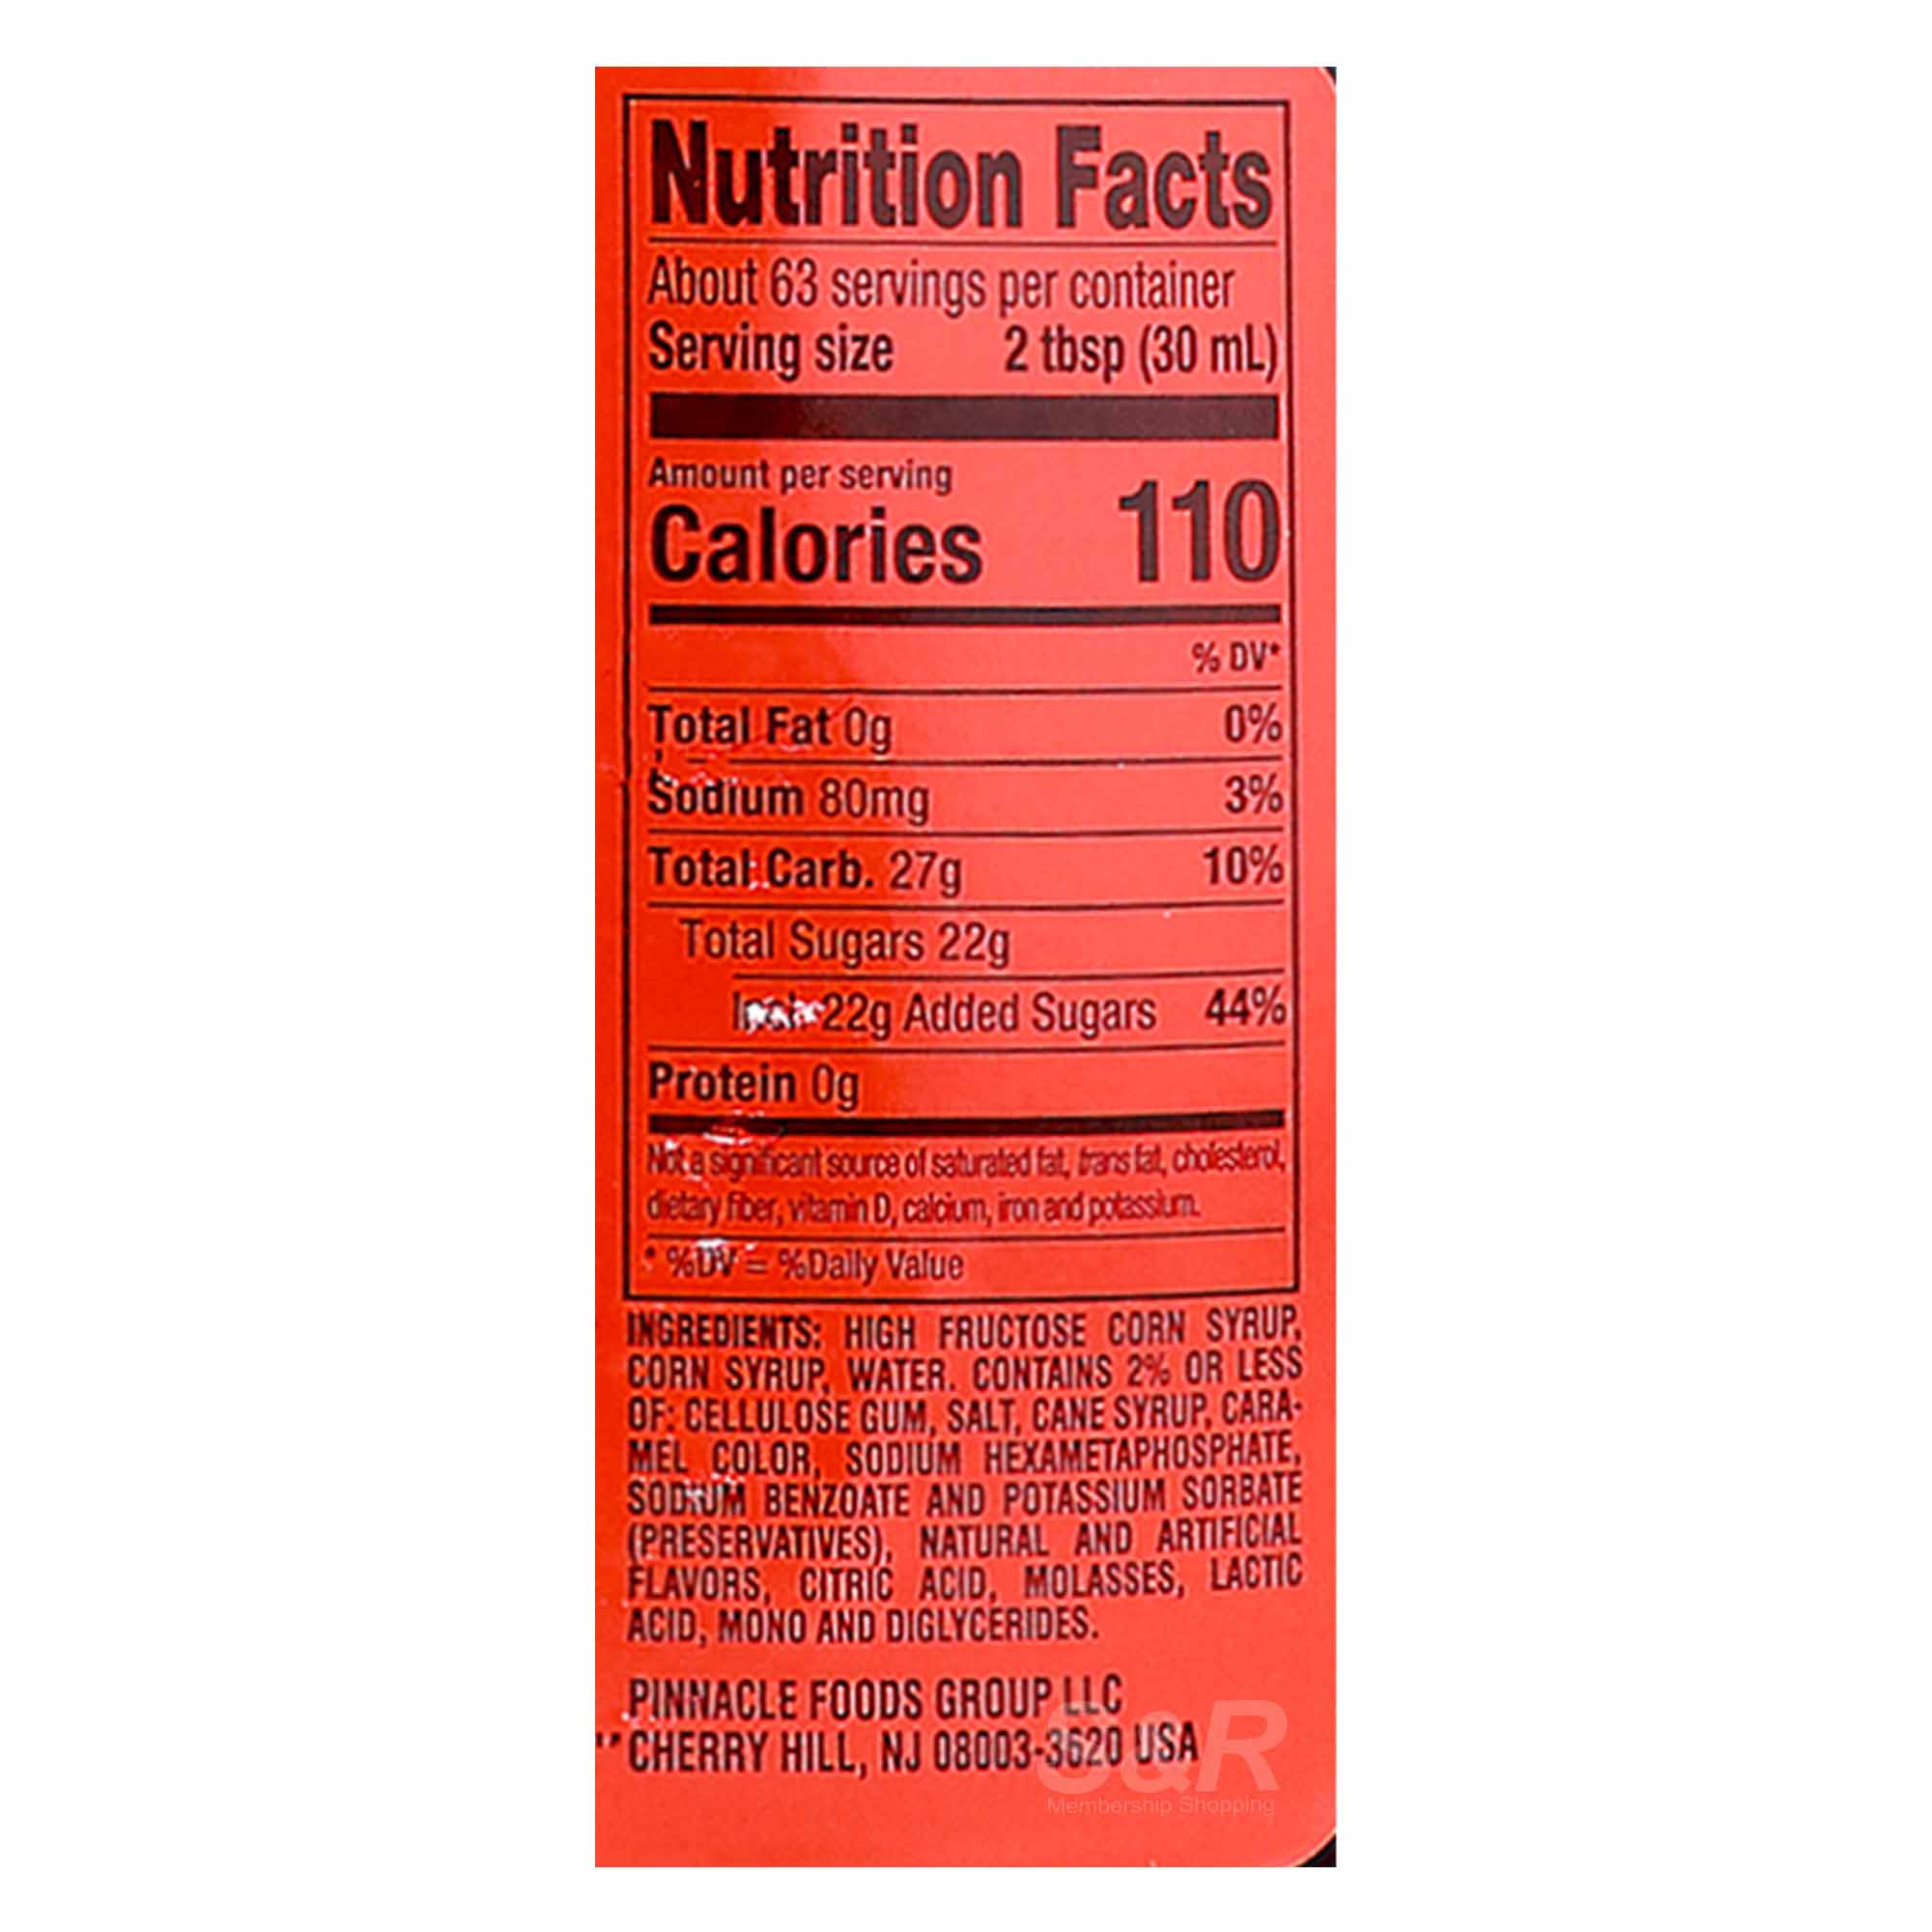 Nutrition Facts
About 63 servings per container
Serving size 2 tbsp (30 mL)
Amount per serving
Calories 110
% DV*
Total Fat 0g 0%
Sodium 80mg 3%
Total Carb. 27g 10%
Total Sugars 22g
Incl. 22g Added Sugars 44%
Protein 0g
Not a significant source of saturated fat, trans fat, cholesterol,
dietary fiber, vitamin D, calcium, iron and potassium.
* %DV = %Daily Value
INGREDIENTS: HIGH FRUCTOSE CORN SYRUP,
CORN SYRUP, WATER. CONTAINS 2% OR LESS
OF: CELLULOSE GUM, SALT, CANE SYRUP, CARA-
MEL COLOR, SODIUM HEXAMETAPHOSPHATE,
SODIUM BENZOATE AND POTASSIUM SORBATE
(PRESERVATIVES), NATURAL AND ARTIFICIAL
FLAVORS, CITRIC ACID, MOLASSES, LACTIC
ACID, MONO AND DIGLYCERIDES.
PINNACLE FOODS GROUP LLC
CHERRY HILL, NJ 08003-3620 USA
S&R
Membership Shopping